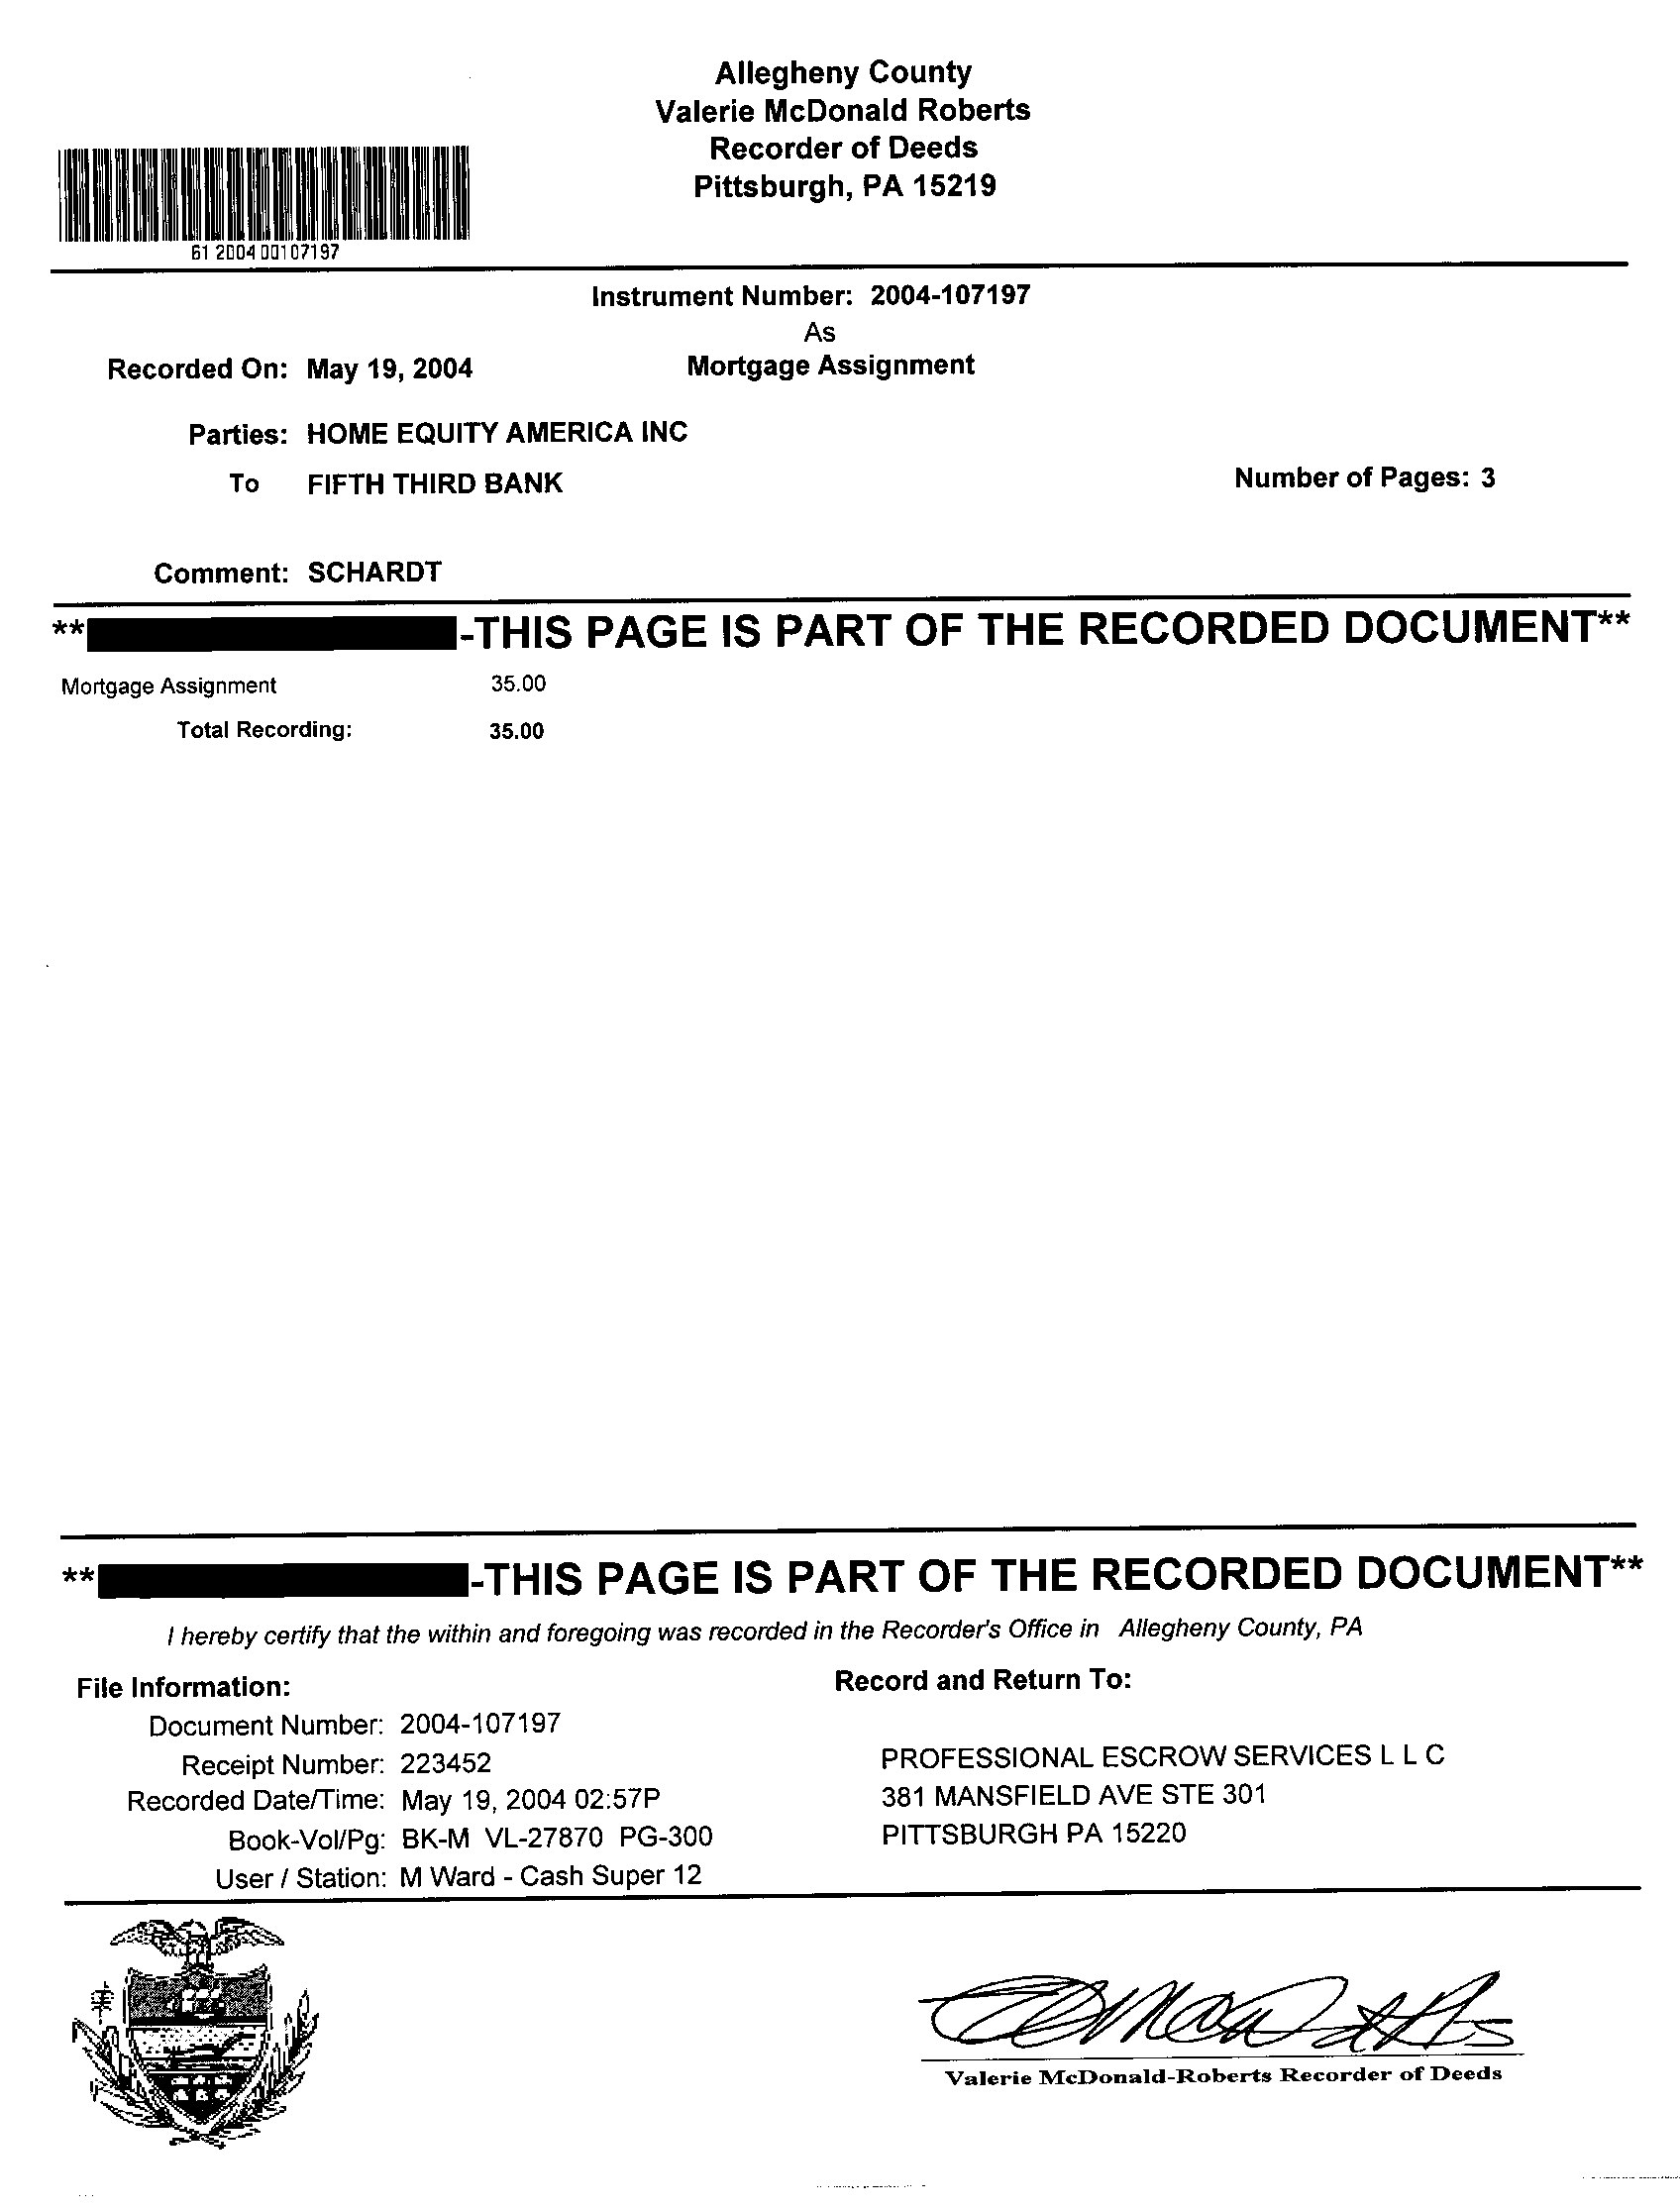 Allegheny County
Valerie McDonald Roberts
Recorder of Deeds
Pittsburgh, PA 15219
61 2004 00107197
Instrument Number: 2004-107197
As
Recorded On: May 19, 2004 Mortgage Assignment
Parties: HOME EQUITY AMERICA INC
To FIFTH THIRD BANK Number of Pages: 3
Comment: SCHARDT
** -THIS PAGE IS PART OF THE RECORDED DOCUMENT**
Mortgage Assignment 35.00
Total Recording: 35.00
** -THIS PAGE IS PART OF THE RECORDED DOCUMENT**
I hereby certify that the within and foregoing was recorded in the Recorder's Office in Allegheny County, PA
File Information: Record and Return To:
Document Number: 2004-107197
Receipt Number: 223452 PROFESSIONAL ESCROW SERVICES L L C
Recorded Date/Time: May 19, 2004 02:57P 381 MANSFIELD AVE STE 301
Book-Vol/Pg: BK-M VL-27870 PG-300 PITTSBURGH PA 15220
User / Station: M Ward - Cash Super 12
Valerie McDonald-Roberts Recorder of Deeds